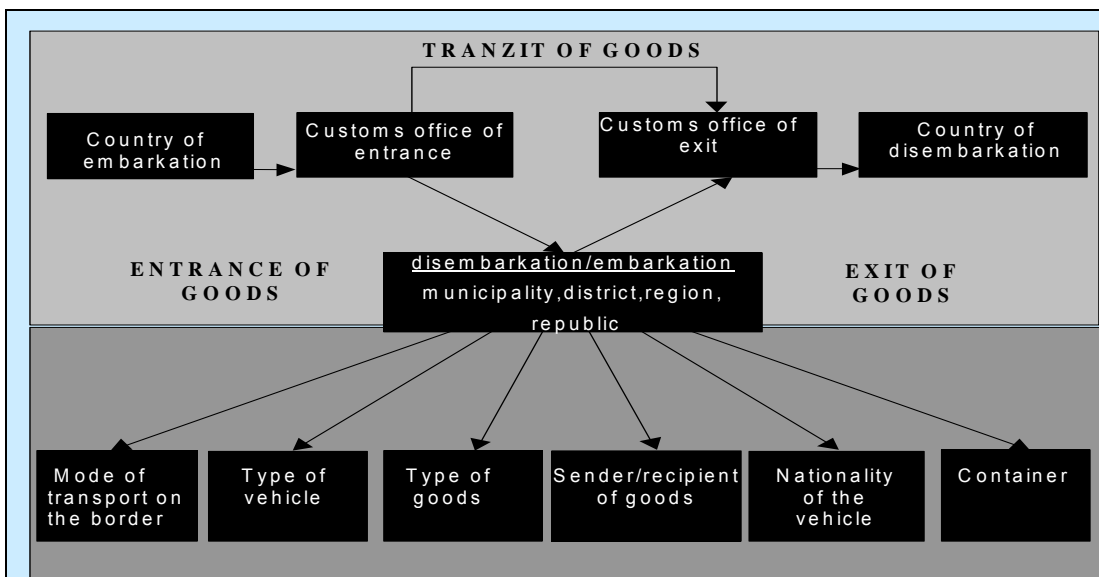 TRANZIT OF GOODS
Country of
embarkation
Customs office of
entrance
Customs office of
exit
Country of
disembarkation
ENTRANCE OF
GOODS
disembarkation/embarkation
municipality,district,region,
republic
EXIT OF
GOODS
Mode of
transport on
the border
Type of
vehicle
Type of
goods
Sender/recipient
of goods
Nationality
of the
vehicle
Container